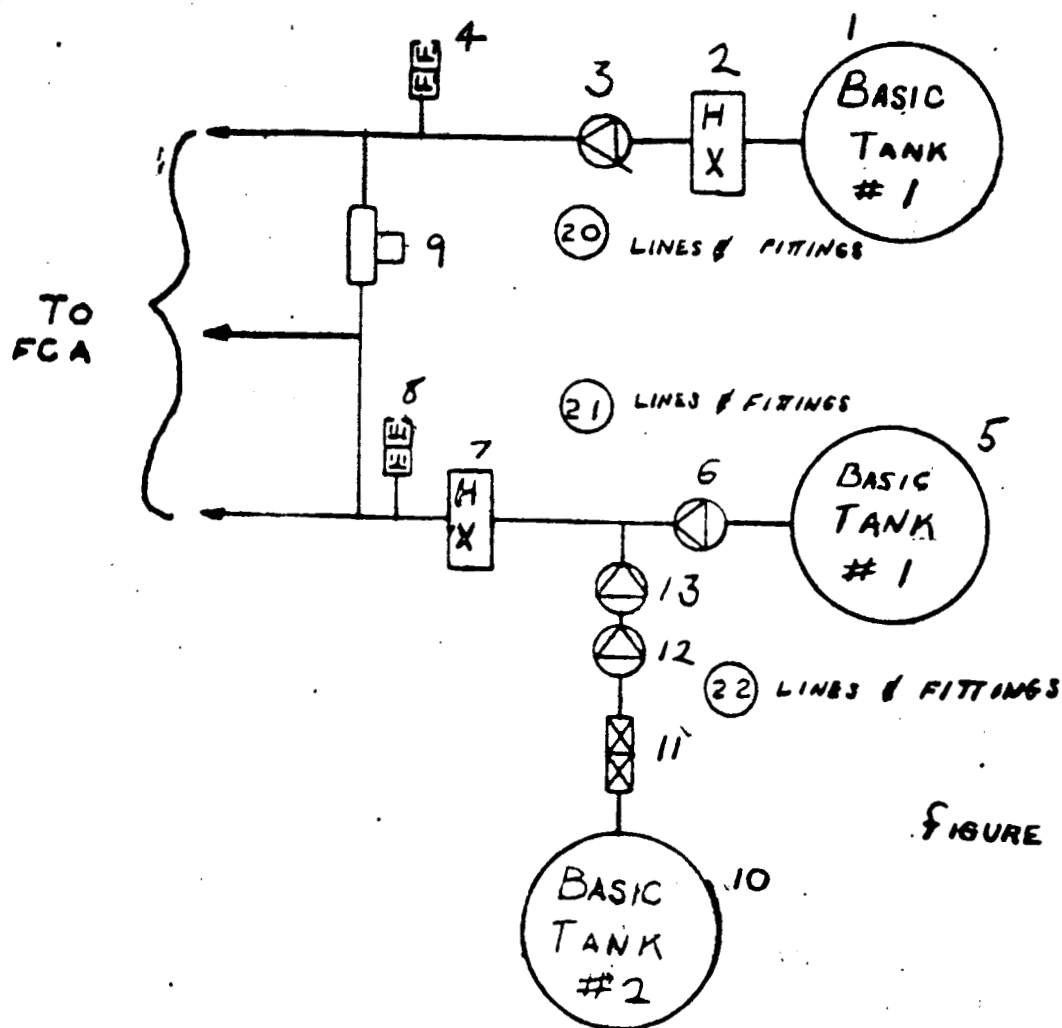 1
BASIC
TANK
# 1
2
H
X
3
4
20 LINES & FITTINGS
9
TO
FCA
21 LINES & FITTINGS
8
7
H
X
6
5
BASIC
TANK
# 1
13
12
22 LINES & FITTINGS
11
FIGURE
10
BASIC
TANK
#2